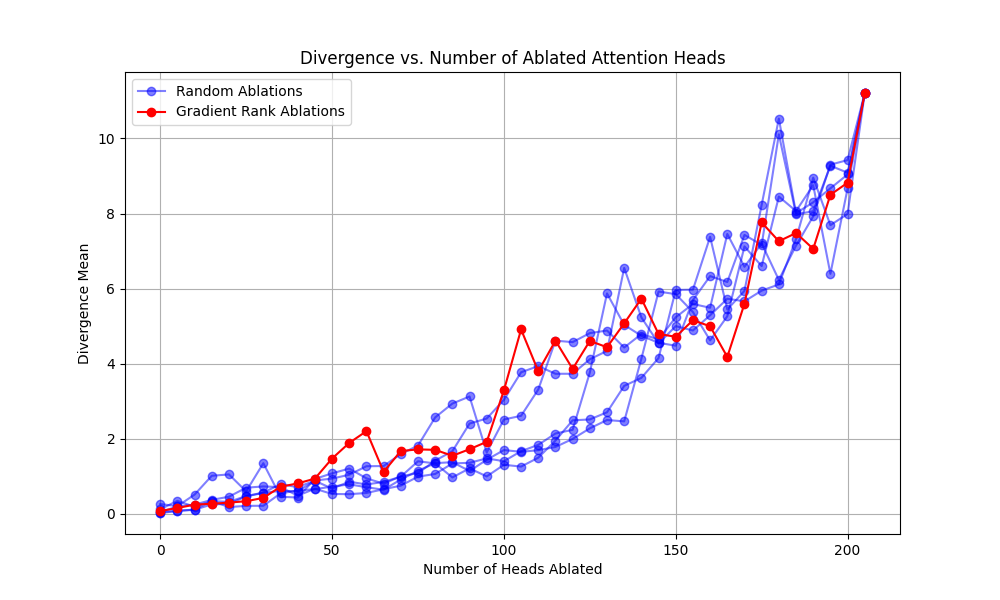 Divergence vs. Number of Ablated Attention Heads
Random Ablations
Gradient Rank Ablations
Divergence Mean
10
8
6
4
2
0
0 50 100 150 200
Number of Heads Ablated